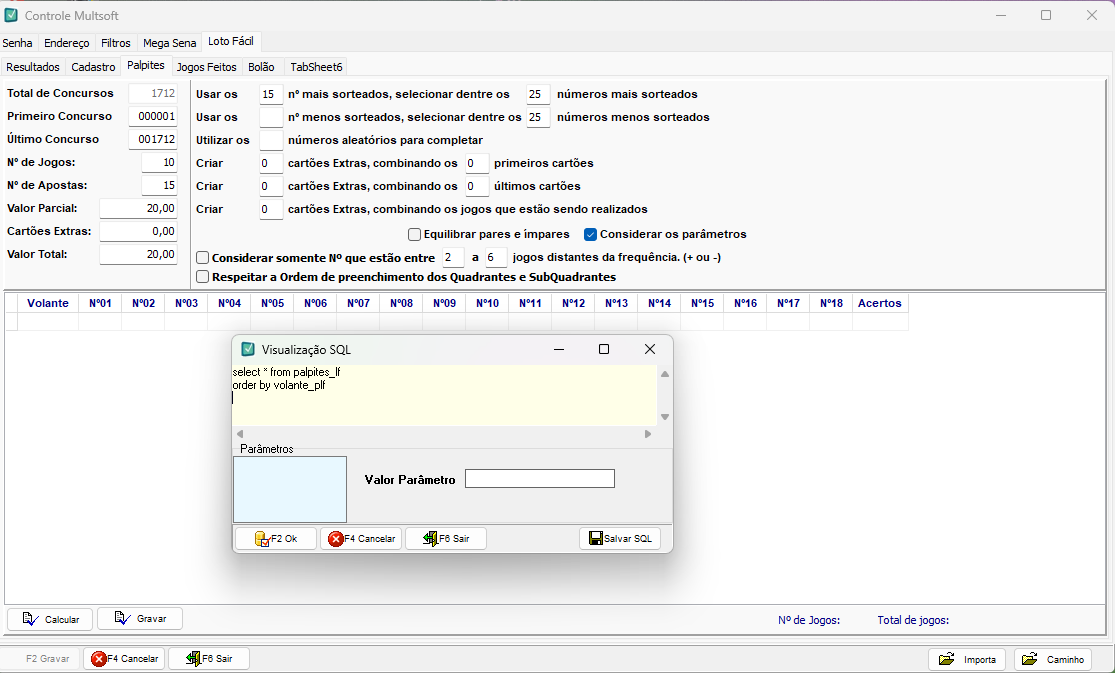 Controle Multsoft
Senha Endereço Filtros Mega Sena Loto Fácil
Resultados Cadastro Palpites Jogos Feitos Bolão TabSheet6
Total de Concursos 1712
Primeiro Concurso 000001
Último Concurso 001712
Nº de Jogos: 10
Nº de Apostas: 15
Valor Parcial: 20,00
Cartões Extras: 0,00
Valor Total: 20,00
Usar os 15 nº mais sorteados, selecionar dentre os 25 números mais sorteados
Usar os nº menos sorteados, selecionar dentre os 25 números menos sorteados
Utilizar os números aleatórios para completar
Criar 0 cartões Extras, combinando os 0 primeiros cartões
Criar 0 cartões Extras, combinando os 0 últimos cartões
Criar 0 cartões Extras, combinando os jogos que estão sendo realizados
Equilibrar pares e ímpares Considerar os parâmetros
Considerar somente Nº que estão entre 2 a 6 jogos distantes da frequência. (+ ou -)
Respeitar a Ordem de preenchimento dos Quadrantes e SubQuadrantes
Volante Nº01 Nº02 Nº03 Nº04 Nº05 Nº06 Nº07 Nº08 Nº09 Nº10 Nº11 Nº12 Nº13 Nº14 Nº15 Nº16 Nº17 Nº18 Acertos
Visualização SQL
select * from palpites_lf
order by volante_plf
Parâmetros
Valor Parâmetro
F2 Ok F4 Cancelar F6 Sair Salvar SQL
Calcular Gravar Nº de Jogos: Total de jogos:
F2 Gravar F4 Cancelar F6 Sair Importa Caminho